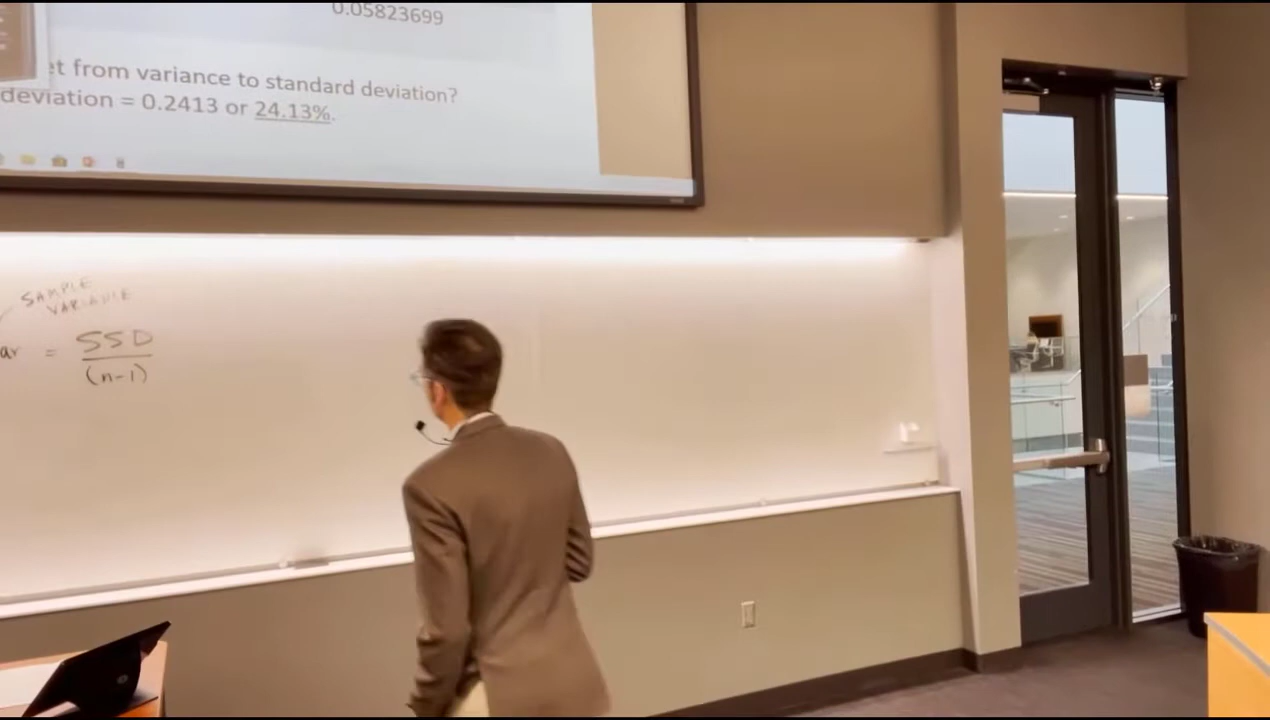 0.05823699
et from variance to standard deviation?
deviation = 0.2413 or 24.13%.
SAMPLE
VARIANCE
ar = SSD
(n-1)